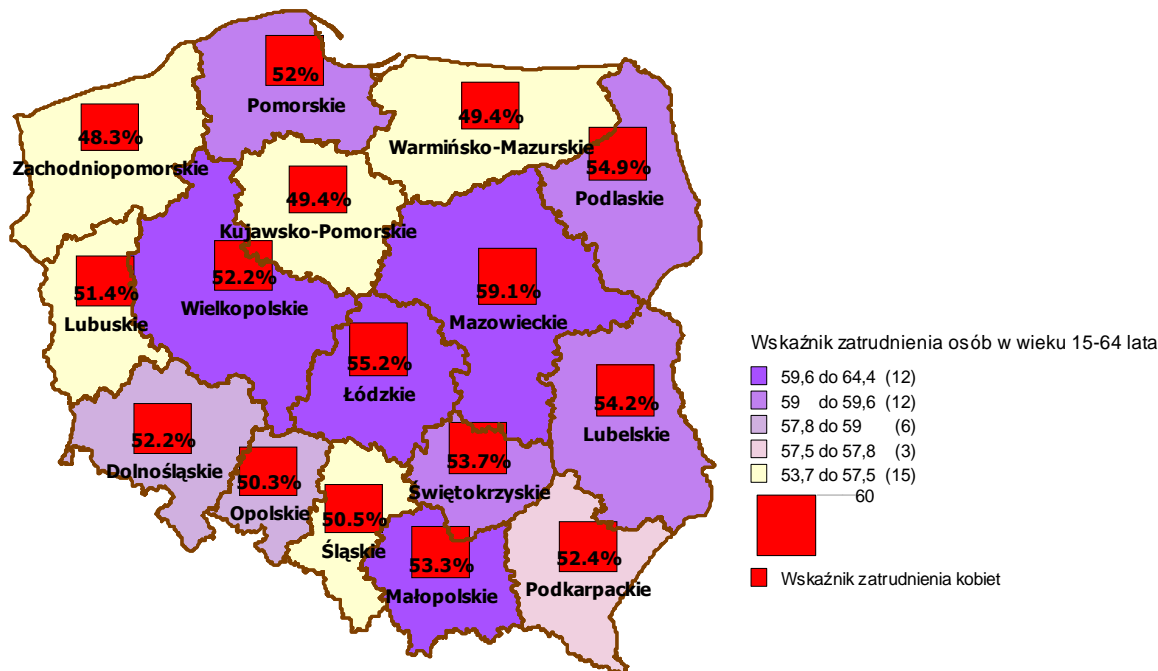 52%
Pomorskie
48.3%
Zachodniopomorskie
49.4%
Warmińsko-Mazurskie
54.9%
Podlaskie
49.4%
Kujawsko-Pomorskie
51.4%
Lubuskie
52.2%
Wielkopolskie
59.1%
Mazowieckie
55.2%
Łódzkie
54.2%
Lubelskie
52.2%
Dolnośląskie
50.3%
Opolskie
50.5%
Śląskie
53.7%
Świętokrzyskie
53.3%
Małopolskie
52.4%
Podkarpackie
Wskaźnik zatrudnienia osób w wieku 15-64 lata
59,6 do 64,4 (12)
59 do 59,6 (12)
57,8 do 59 (6)
57,5 do 57,8 (3)
53,7 do 57,5 (15)
60
Wskaźnik zatrudnienia kobiet